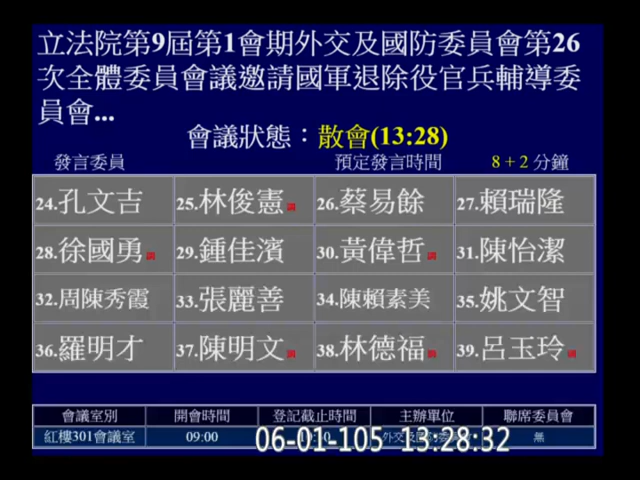 立法院第9屆第1會期外交及國防委員會第26
次全體委員會議邀請國軍退除役官兵輔導委
員會...
會議狀態：散會(13:28)
發言委員 預定發言時間 8 + 2 分鐘
24.孔文吉 25.林俊憲 26.蔡易餘 27.賴瑞隆
28.徐國勇 29.鍾佳濱 30.黃偉哲 31.陳怡潔
32.周陳秀霞 33.張麗善 34.陳賴素美 35.姚文智
36.羅明才 37.陳明文 38.林德福 39.呂玉玲
會議室別 開會時間 登記截止時間 主辦單位 聯席委員會
紅樓301會議室 09:00 無
06-01-105 13:28:32